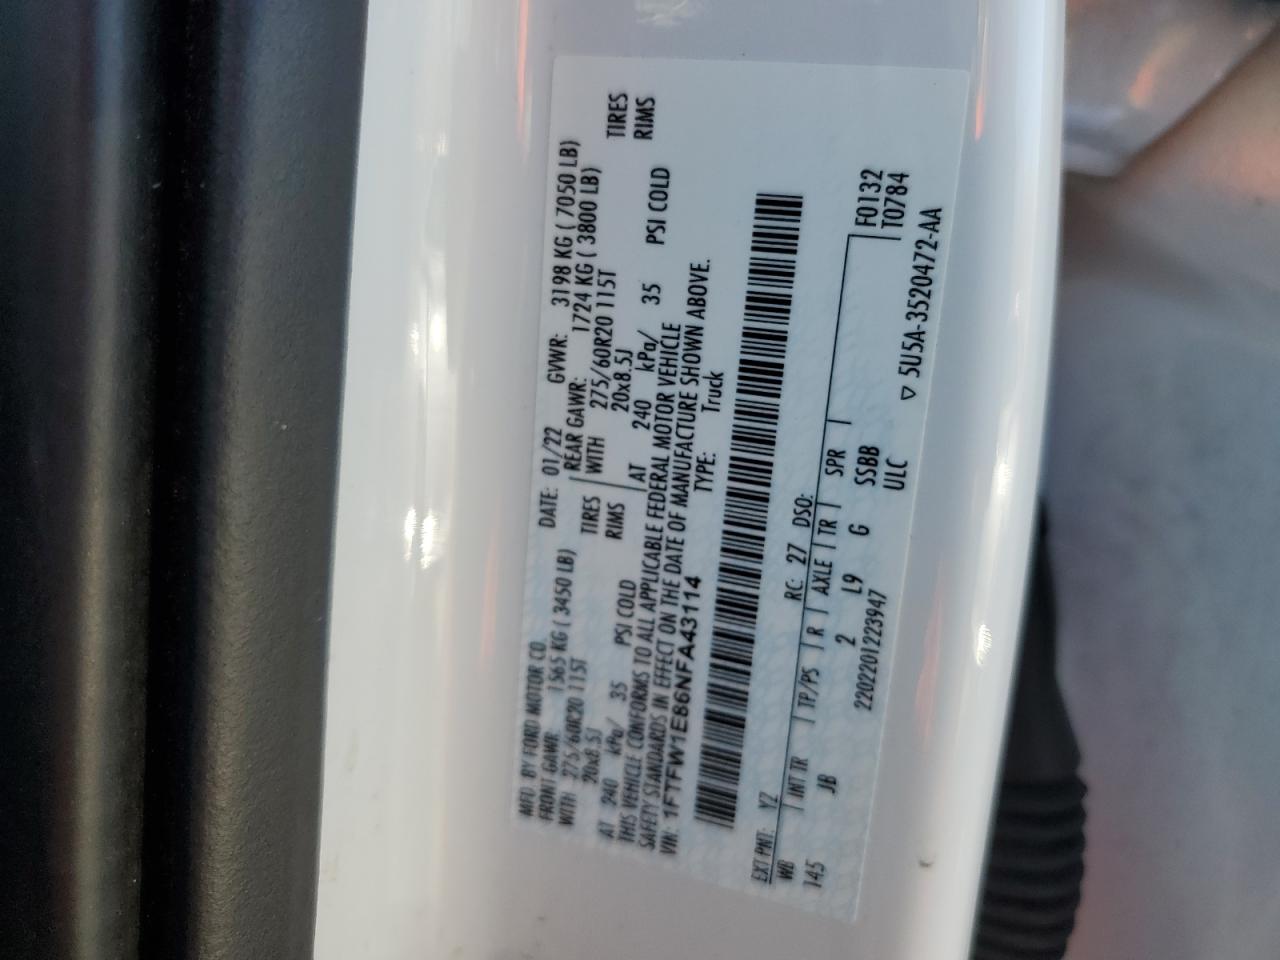 MFD. BY FORD MOTOR CO. DATE: 01/22 GVWR: 3198 KG ( 7050 LB)
FRONT GAWR: 1565 KG ( 3450 LB) REAR GAWR: 1724 KG ( 3800 LB)
WITH 275/60R20 115T TIRES WITH 275/60R20 115T TIRES
20x8.5J RIMS 20x8.5J RIMS
AT 240 kPa/ 35 PSI COLD AT 240 kPa/ 35 PSI COLD
THIS VEHICLE CONFORMS TO ALL APPLICABLE FEDERAL MOTOR VEHICLE
SAFETY STANDARDS IN EFFECT ON THE DATE OF MANUFACTURE SHOWN ABOVE.
VIN: 1FTFW1E86NFA43114 TYPE: Truck
EXT PNT: YZ RC: 27 DSO: F0132
WB INT TR TP/PS R AXLE TR SPR T0784
145 JB 2 L9 G SSBB
2202201223947 ULC
▽ 5U5A-3520472-AA